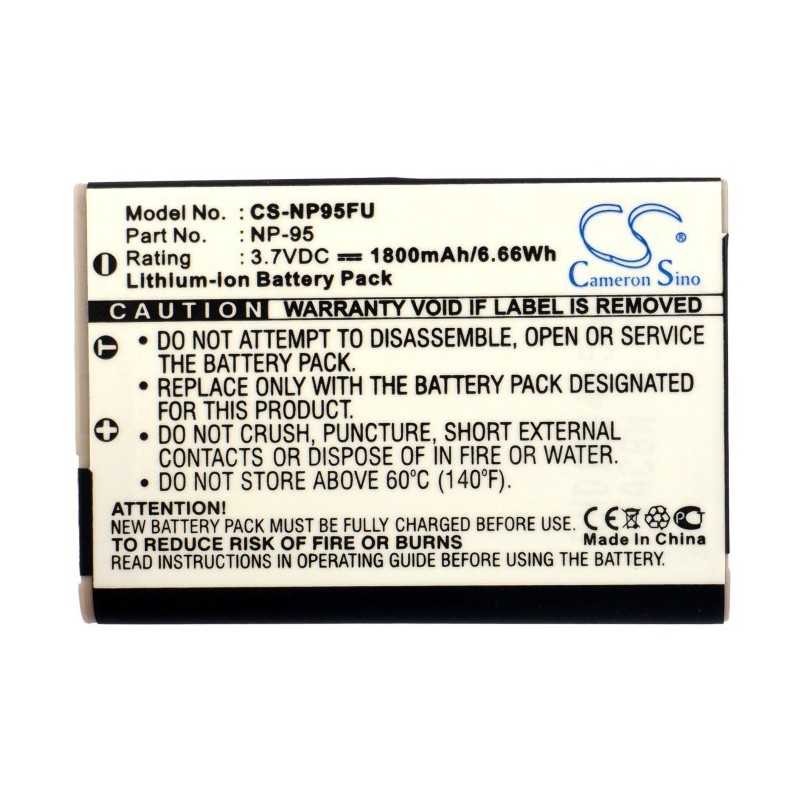 Model No. : CS-NP95FU
Part No. : NP-95
Rating : 3.7VDC ⎓ 1800mAh/6.66Wh
Lithium-ion Battery Pack
CS
®
Cameron Sino
CAUTION WARRANTY VOID IF LABEL IS REMOVED
• DO NOT ATTEMPT TO DISASSEMBLE, OPEN OR SERVICE
THE BATTERY PACK.
• REPLACE ONLY WITH THE BATTERY PACK DESIGNATED
FOR THIS PRODUCT.
• DO NOT CRUSH, PUNCTURE, SHORT EXTERNAL
CONTACTS OR DISPOSE OF IN FIRE OR WATER.
• DO NOT STORE ABOVE 60°C (140°F).
ATTENTION!
NEW BATTERY PACK MUST BE FULLY CHARGED BEFORE USE
TO REDUCE RISK OF FIRE OR BURNS
READ INSTRUCTIONS IN OPERATING GUIDE BEFORE USING BATTERY
CE
Made In China